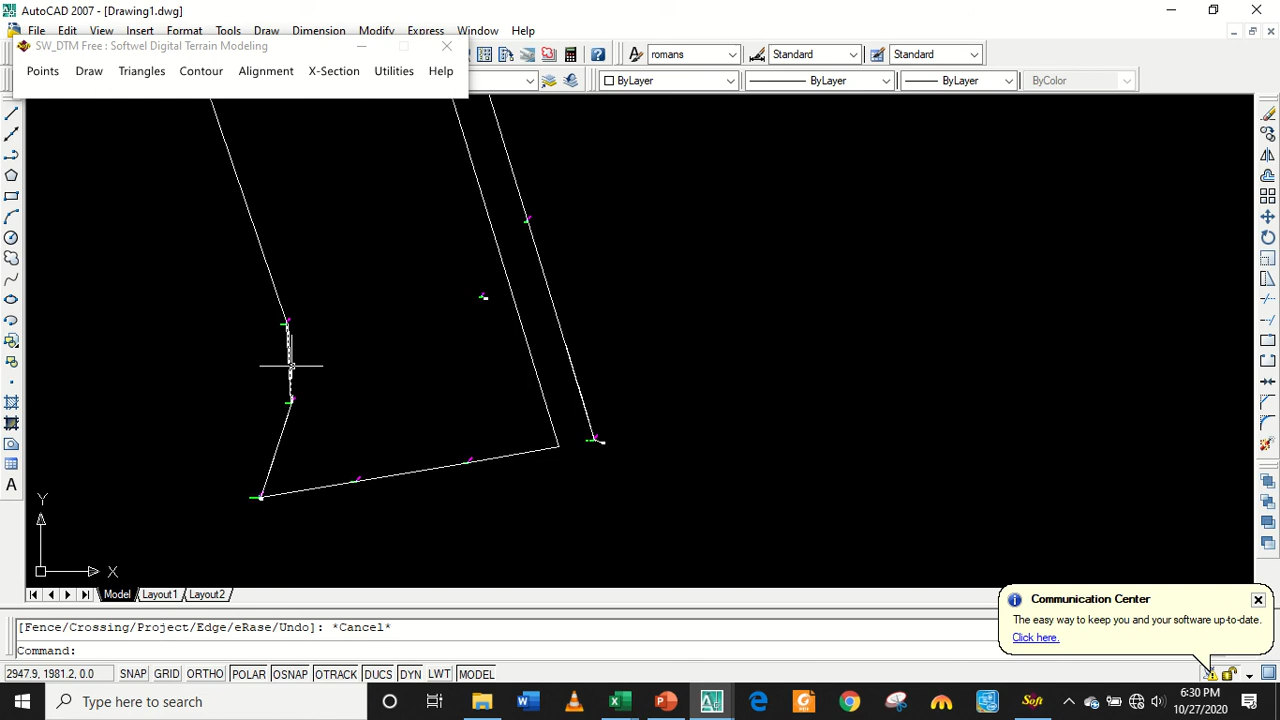 AutoCAD 2007 - [Drawing1.dwg]
File Edit View Insert Format Tools Draw Dimension Modify Express Window Help
SW_DTM Free : Softwel Digital Terrain Modeling
romans Standard Standard
Points Draw Triangles Contour Alignment X-Section Utilities Help
ByLayer ByLayer ByLayer ByColor
A
Y
X
Model Layout1 Layout2
Communication Center
The easy way to keep you and your software up-to-date.
Click here.
[Fence/Crossing/Project/Edge/eRase/Undo]: *Cancel*
Command:
2947.9, 1981.2, 0.0 SNAP GRID ORTHO POLAR OSNAP OTRACK DUCS DYN LWT MODEL
Type here to search
Soft
6:30 PM
10/27/2020